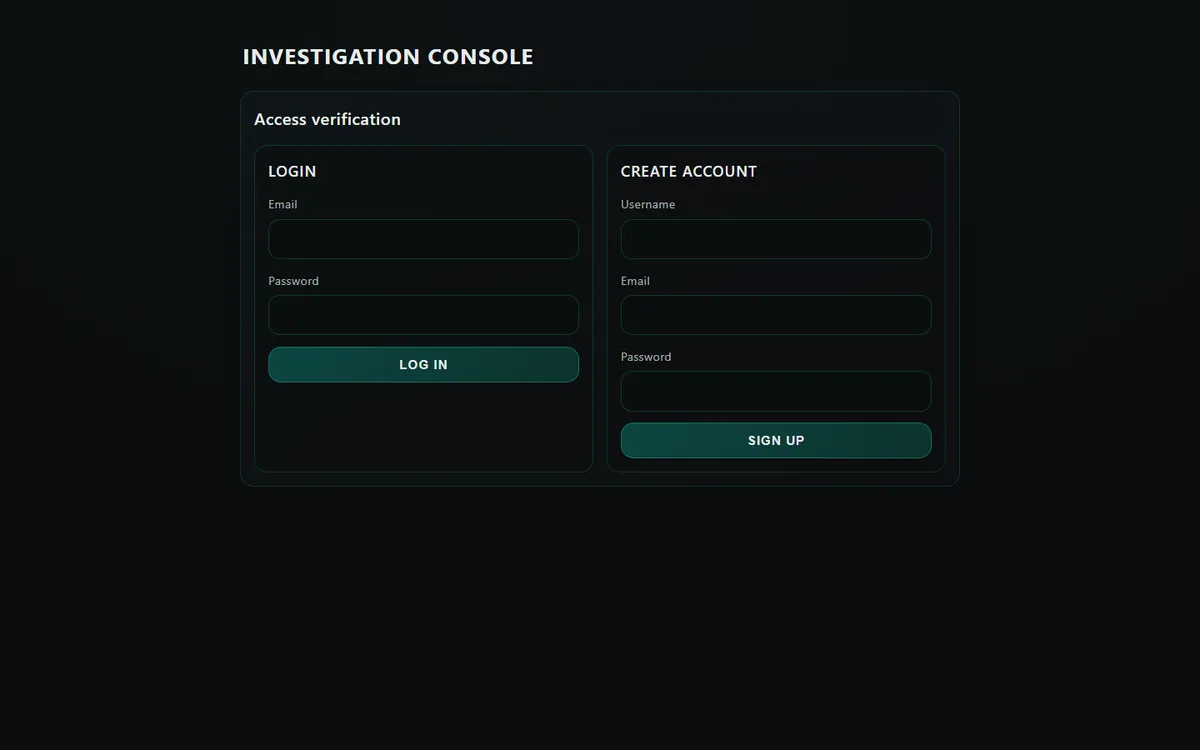 INVESTIGATION CONSOLE
Access verification
LOGIN
Email
Password
LOG IN
CREATE ACCOUNT
Username
Email
Password
SIGN UP